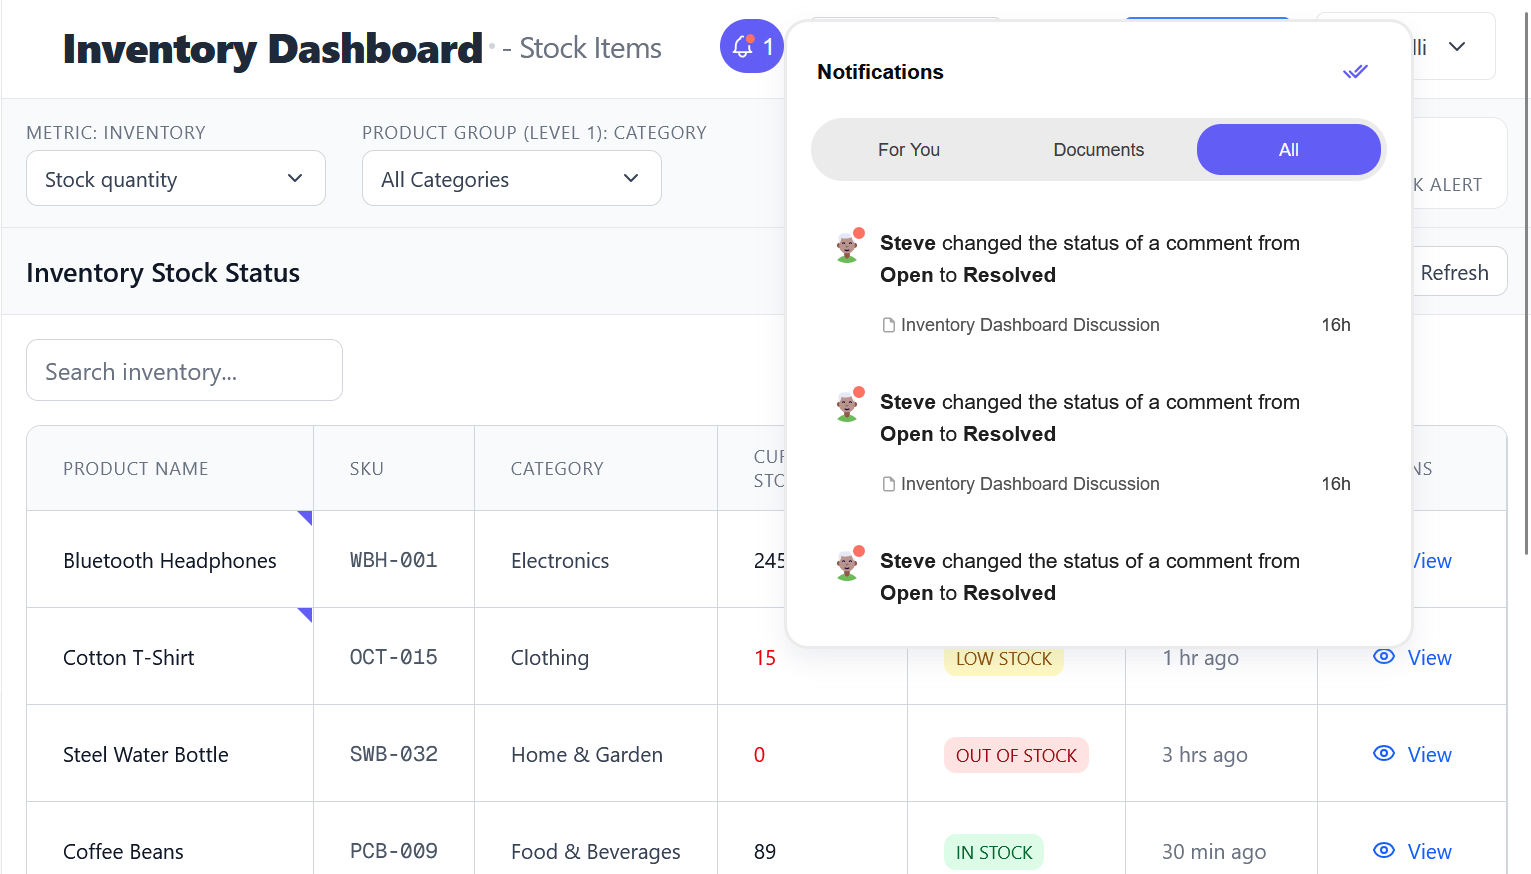 Inventory Dashboard - Stock Items
1
lli
Notifications
For You
Documents
All
METRIC: INVENTORY
Stock quantity
PRODUCT GROUP (LEVEL 1): CATEGORY
All Categories
K ALERT
Steve changed the status of a comment from
Open to Resolved
Inventory Dashboard Discussion 16h
Steve changed the status of a comment from
Open to Resolved
Inventory Dashboard Discussion 16h
Steve changed the status of a comment from
Open to Resolved
Inventory Stock Status
Refresh
Search inventory...
PRODUCT NAME SKU CATEGORY
Bluetooth Headphones WBH-001 Electronics 245 View
Cotton T-Shirt OCT-015 Clothing 15 LOW STOCK 1 hr ago View
Steel Water Bottle SWB-032 Home & Garden 0 OUT OF STOCK 3 hrs ago View
Coffee Beans PCB-009 Food & Beverages 89 IN STOCK 30 min ago View